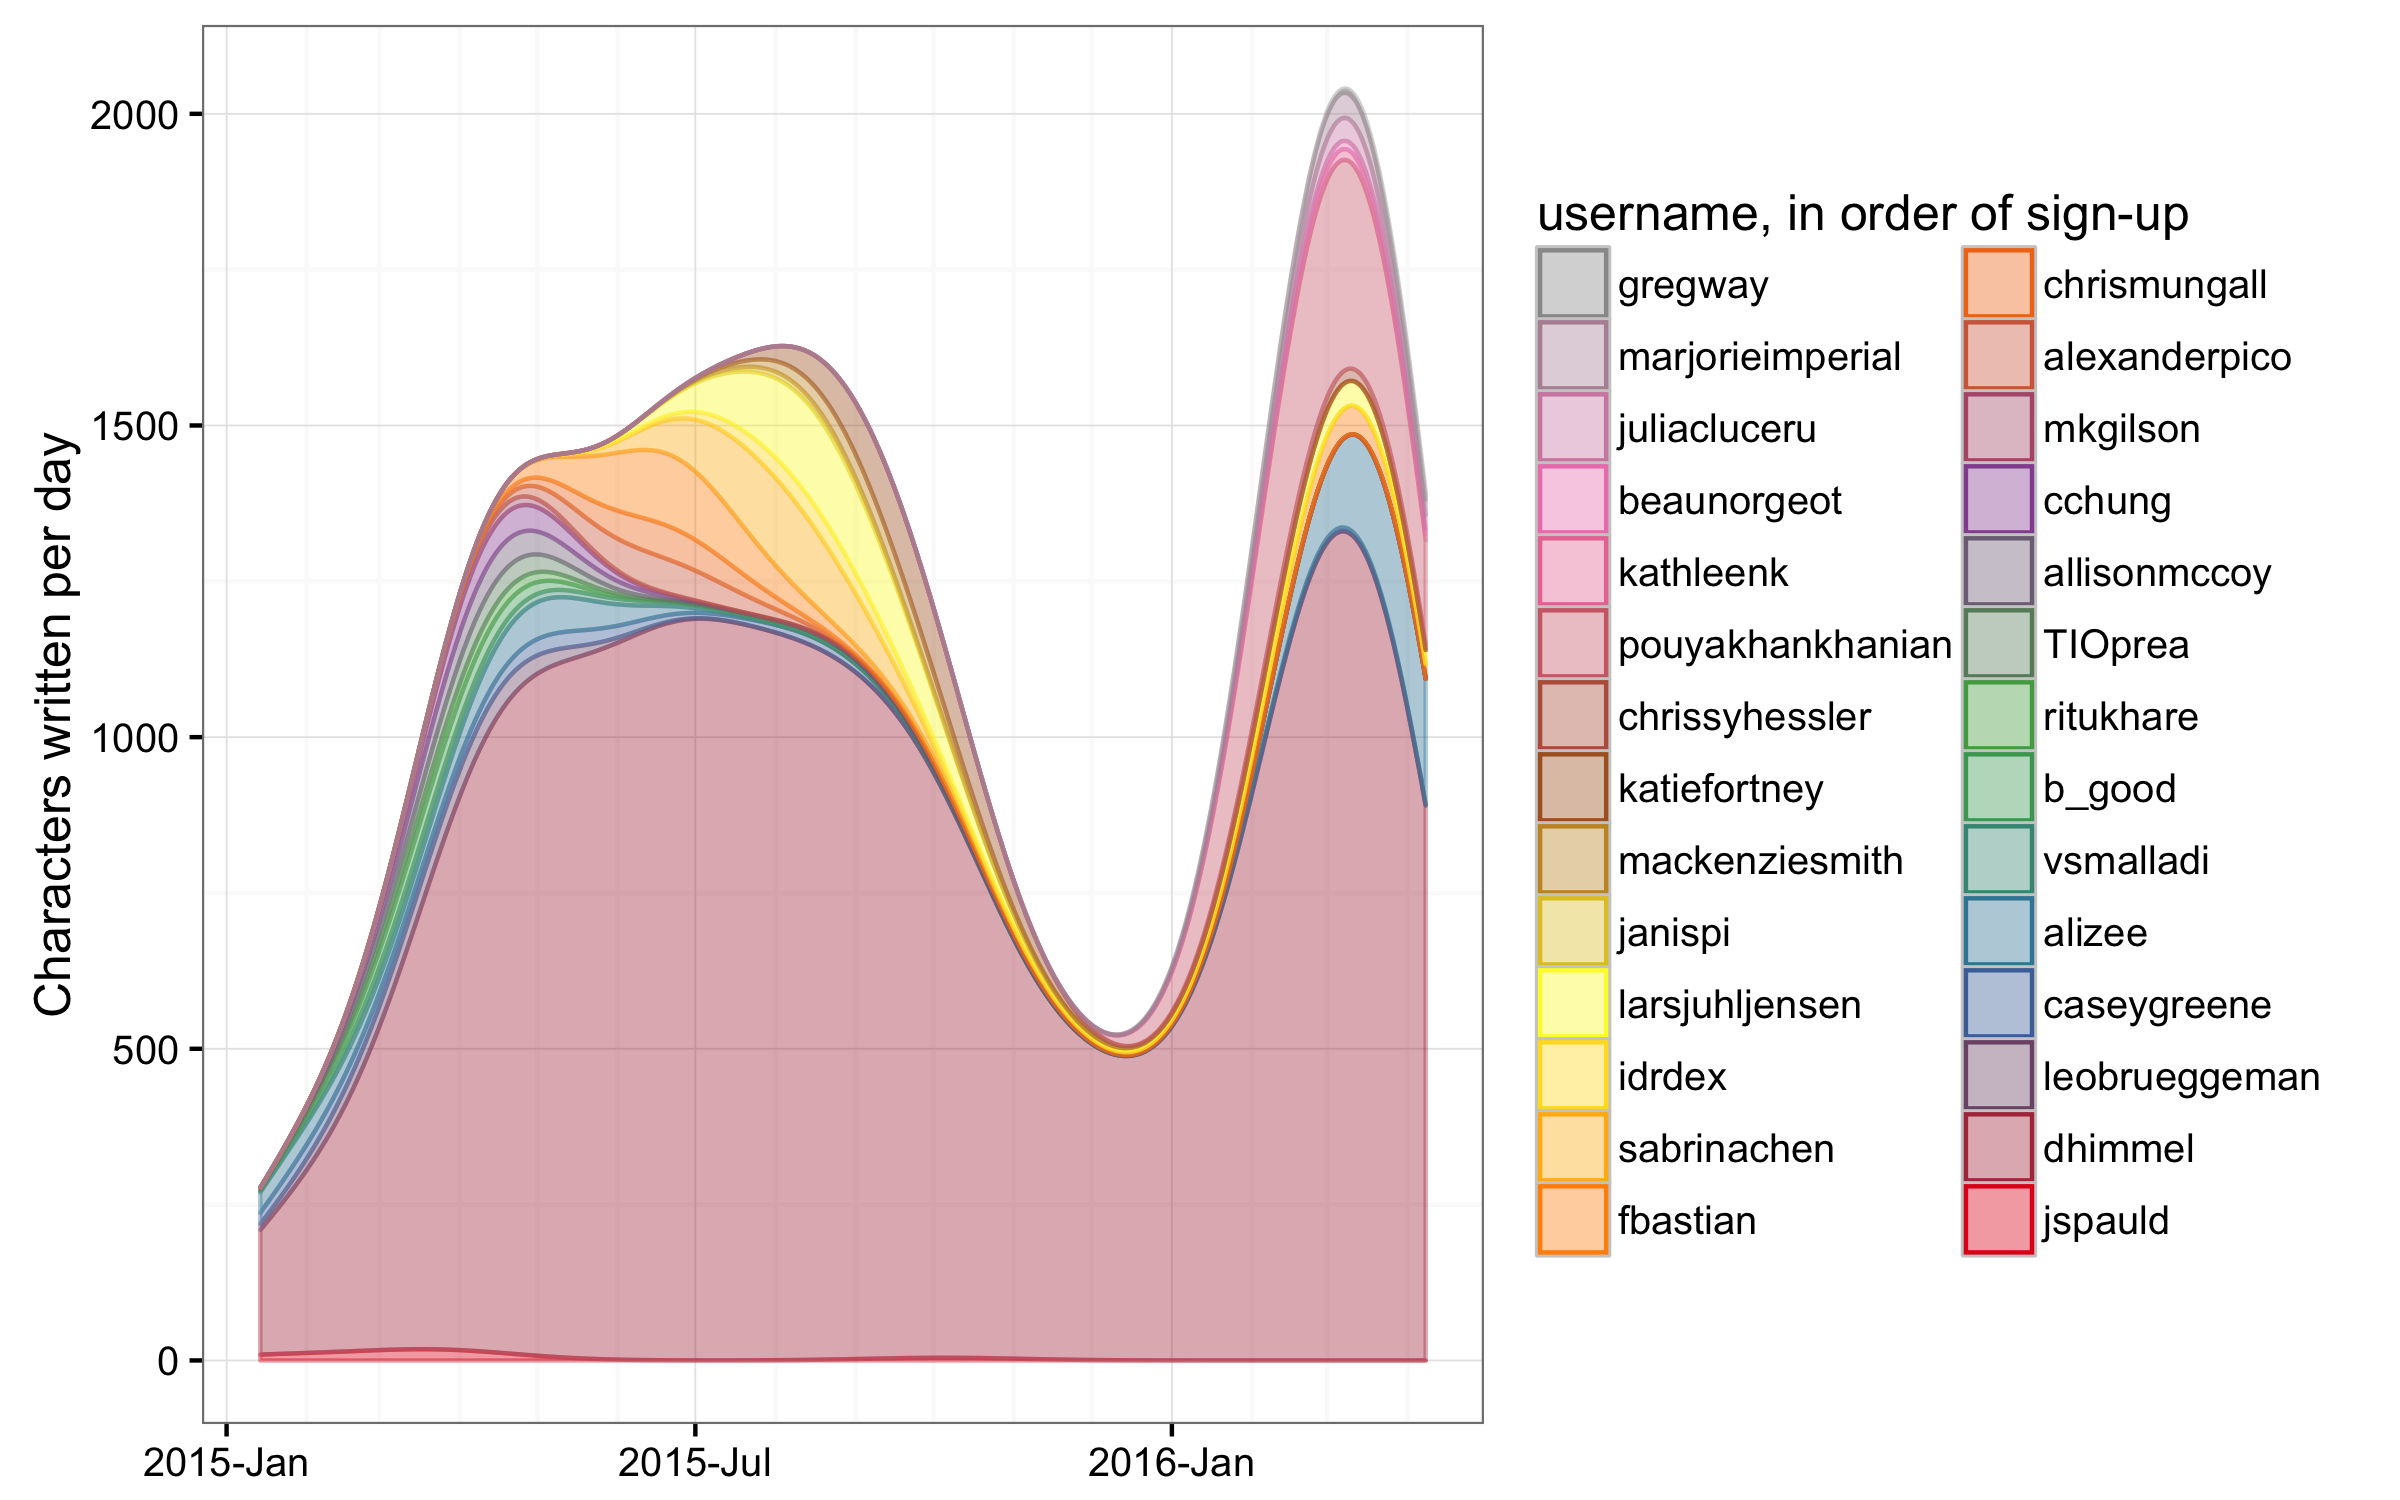 Characters written per day
2000
1500
1000
500
0
2015-Jan
2015-Jul
2016-Jan
username, in order of sign-up
gregway
marjorieimperial
juliacluceru
beaunorgeot
kathleenk
pouyakhankhanian
chrissyhessler
katiefortney
mackenziesmith
janispi
larsjuhljensen
idrdex
sabrinachen
fbastian
chrismungall
alexanderpico
mkgilson
cchung
allisonmccoy
TIOprea
ritukhare
b_good
vsmalladi
alizee
caseygreene
leobrueggeman
dhimmel
jspauld